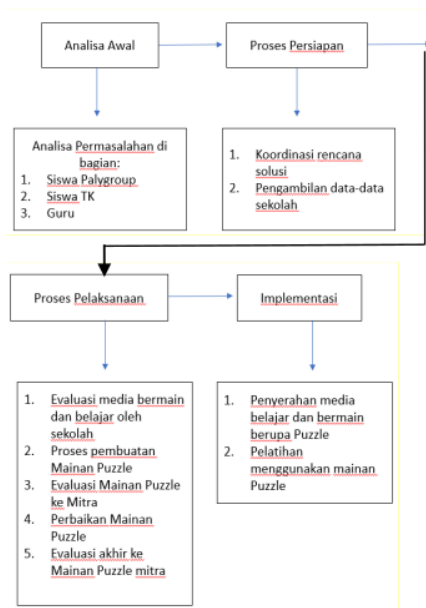 Analisa Awal
Proses Persiapan
Analisa Permasalahan di
bagian:
1. Siswa Palygroup
2. Siswa TK
3. Guru
1. Koordinasi rencana
solusi
2. Pengambilan data-data
sekolah
Proses Pelaksanaan
Implementasi
1. Evaluasi media bermain
dan belajar oleh
sekolah
2. Proses pembuatan
Mainan Puzzle
3. Evaluasi Mainan Puzzle
ke Mitra
4. Perbaikan Mainan
Puzzle
5. Evaluasi akhir ke
Mainan Puzzle mitra
1. Penyerahan media
belajar dan bermain
berupa Puzzle
2. Pelatihan
menggunakan mainan
Puzzle